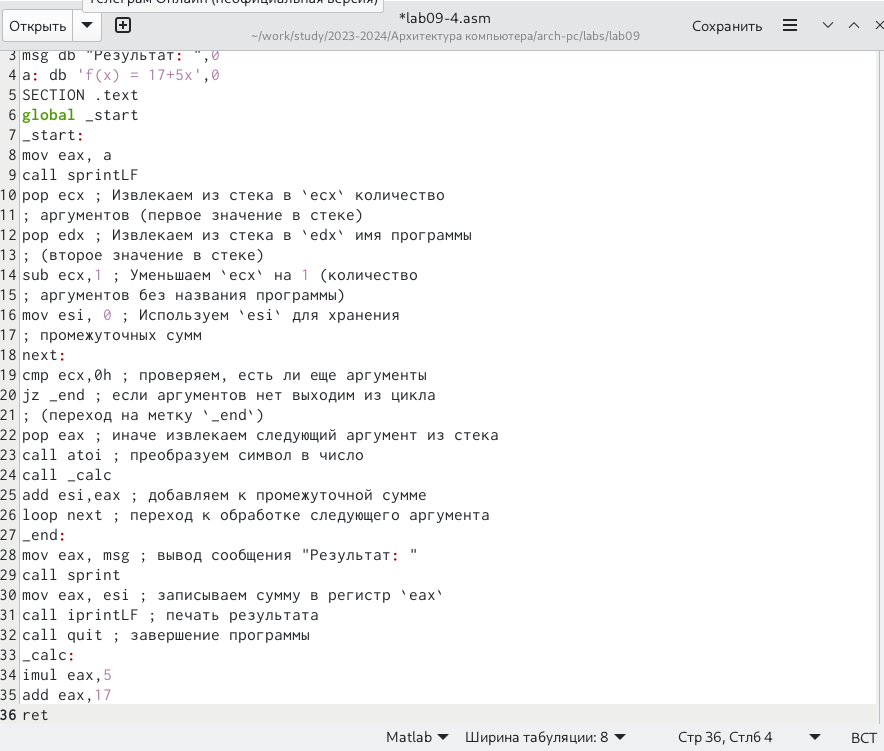 Телеграм Онлайн (неофициальная версия)
Открыть
*lab09-4.asm
~/work/study/2023-2024/Архитектура компьютера/arch-pc/labs/lab09
Сохранить
3 msg db "Результат: ",0
4 a: db 'f(x) = 17+5x',0
5 SECTION .text
6 global _start
7 _start:
8 mov eax, a
9 call sprintLF
10 pop ecx ; Извлекаем из стека в `ecx` количество
11 ; аргументов (первое значение в стеке)
12 pop edx ; Извлекаем из стека в `edx` имя программы
13 ; (второе значение в стеке)
14 sub ecx,1 ; Уменьшаем `ecx` на 1 (количество
15 ; аргументов без названия программы)
16 mov esi, 0 ; Используем `esi` для хранения
17 ; промежуточных сумм
18 next:
19 cmp ecx,0h ; проверяем, есть ли еще аргументы
20 jz _end ; если аргументов нет выходим из цикла
21 ; (переход на метку `_end`)
22 pop eax ; иначе извлекаем следующий аргумент из стека
23 call atoi ; преобразуем символ в число
24 call _calc
25 add esi,eax ; добавляем к промежуточной сумме
26 loop next ; переход к обработке следующего аргумента
27 _end:
28 mov eax, msg ; вывод сообщения "Результат: "
29 call sprint
30 mov eax, esi ; записываем сумму в регистр `eax`
31 call iprintLF ; печать результата
32 call quit ; завершение программы
33 _calc:
34 imul eax,5
35 add eax,17
36 ret
Matlab Ширина табуляции: 8 Стр 36, Стлб 4 ВСТ